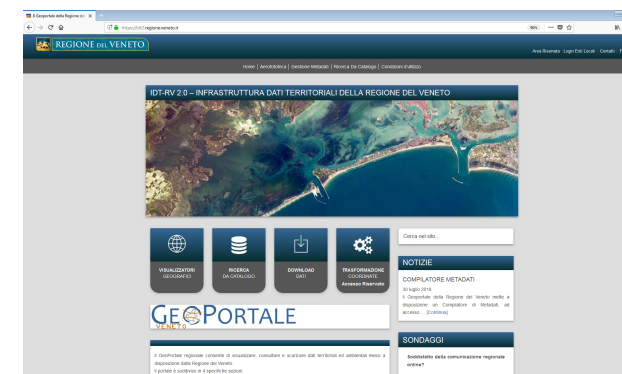 Il Geoportale della Regione del
https://idt2.regione.veneto.it
90%
REGIONE DEL VENETO
Area Riservata Login Enti Locali Contatti
Home | Aerofototeca | Gestione Metadati | Ricerca Da Catalogo | Condizioni d'utilizzo
IDT-RV 2.0 – INFRASTRUTTURA DATI TERRITORIALI DELLA REGIONE DEL VENETO
VISUALIZZATORI
GEOGRAFICI
RICERCA
DA CATALOGO
DOWNLOAD
DATI
TRASFORMAZIONE
COORDINATE
Accesso Riservato
Cerca nel sito...
NOTIZIE
COMPILATORE METADATI
30 luglio 2018
Il Geoportale della Regione del Veneto mette a
disposizione un Compilatore di Metadati, ad
accesso ... [Continua]
GEOPORTALE
VENETO
SONDAGGI
Soddisfatto della comunicazione regionale
online?
Il GeoPortale regionale consente di visualizzare, consultare e scaricare dati territoriali ed ambientali messi a
disposizione dalla Regione del Veneto.
Il portale è suddiviso in 4 specifiche sezioni: